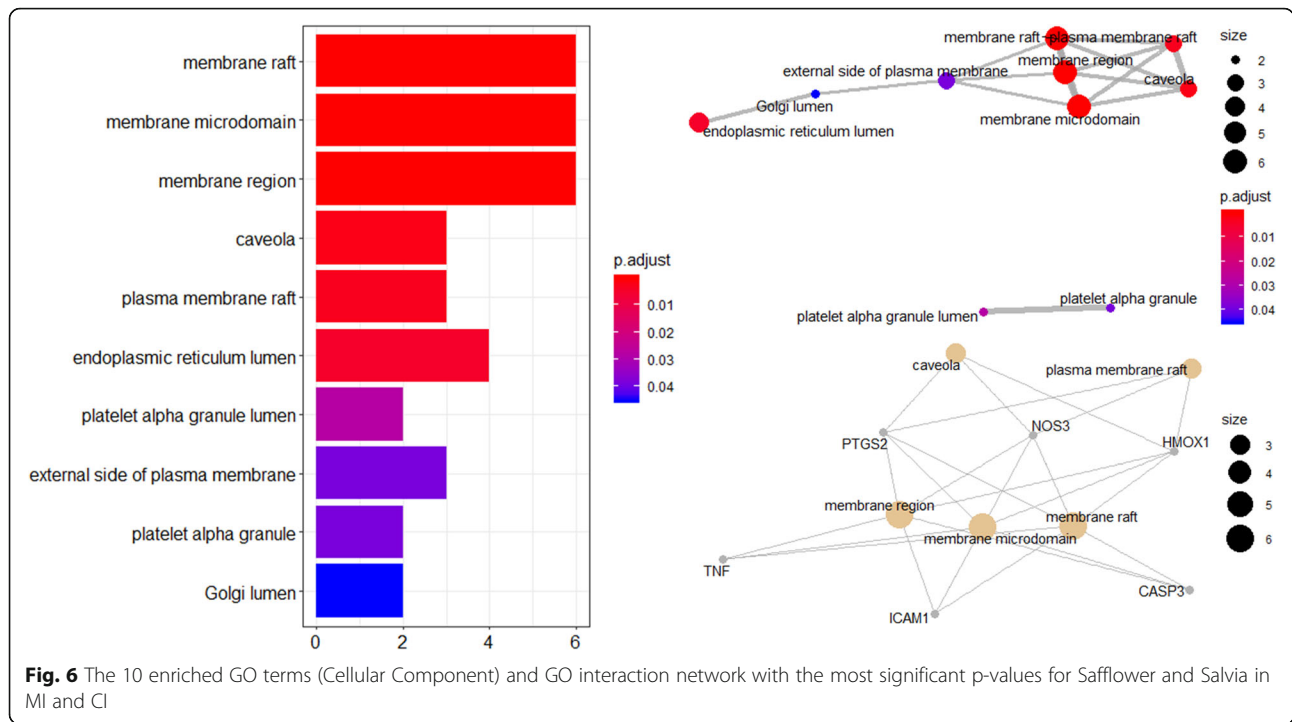 membrane raft
membrane microdomain
membrane region
caveola
plasma membrane raft
endoplasmic reticulum lumen
platelet alpha granule lumen
external side of plasma membrane
platelet alpha granule
Golgi lumen
0 2 4 6
p.adjust
0.01
0.02
0.03
0.04
membrane raft plasma membrane raft
membrane region
external side of plasma membrane
caveola
Golgi lumen
membrane microdomain
endoplasmic reticulum lumen
size
2
3
4
5
6
p.adjust
0.01
0.02
0.03
0.04
platelet alpha granule
platelet alpha granule lumen
caveola
plasma membrane raft
NOS3
PTGS2
HMOX1
membrane region
membrane raft
membrane microdomain
TNF
CASP3
ICAM1
size
3
4
5
6
Fig. 6 The 10 enriched GO terms (Cellular Component) and GO interaction network with the most significant p-values for Safflower and Salvia in
MI and CI